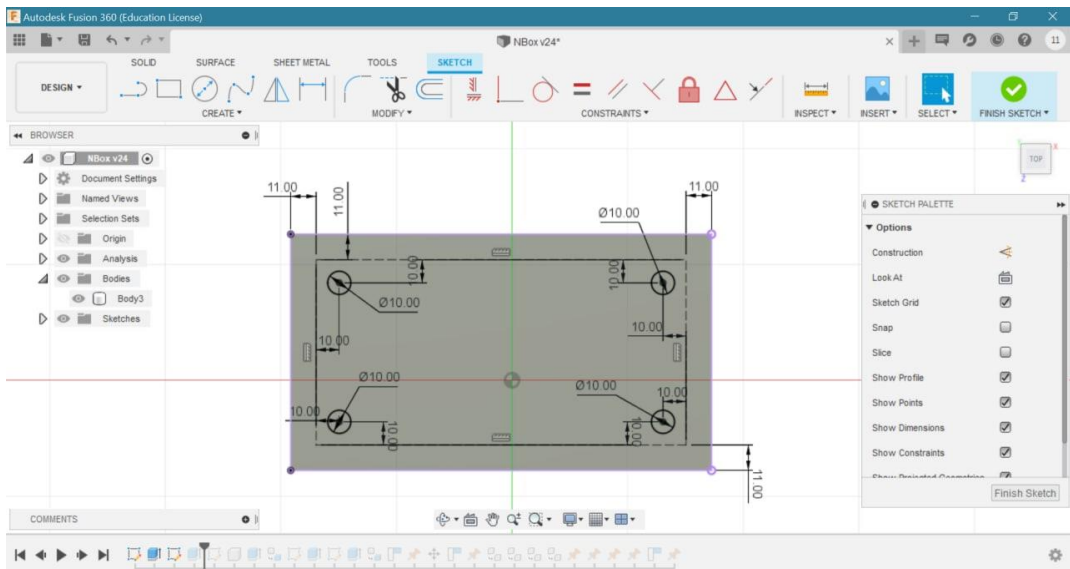 Autodesk Fusion 360 (Education License)
NBox v24*
11
SOLID SURFACE SHEET METAL TOOLS SKETCH
DESIGN
CREATE MODIFY CONSTRAINTS INSPECT INSERT SELECT FINISH SKETCH
BROWSER
NBox v24
Document Settings
Named Views
Selection Sets
Origin
Analysis
Bodies
Body3
Sketches
TOP
X
Z
11.00
11.00
11.00
Ø10.00
10.00
10.00
Ø10.00
10.00
10.00
Ø10.00
Ø10.00
10.00
10.00
10.00
10.00
11.00
SKETCH PALETTE
Options
Construction
Look At
Sketch Grid
Snap
Slice
Show Profile
Show Points
Show Dimensions
Show Constraints
Show Projected Geometries
Finish Sketch
COMMENTS